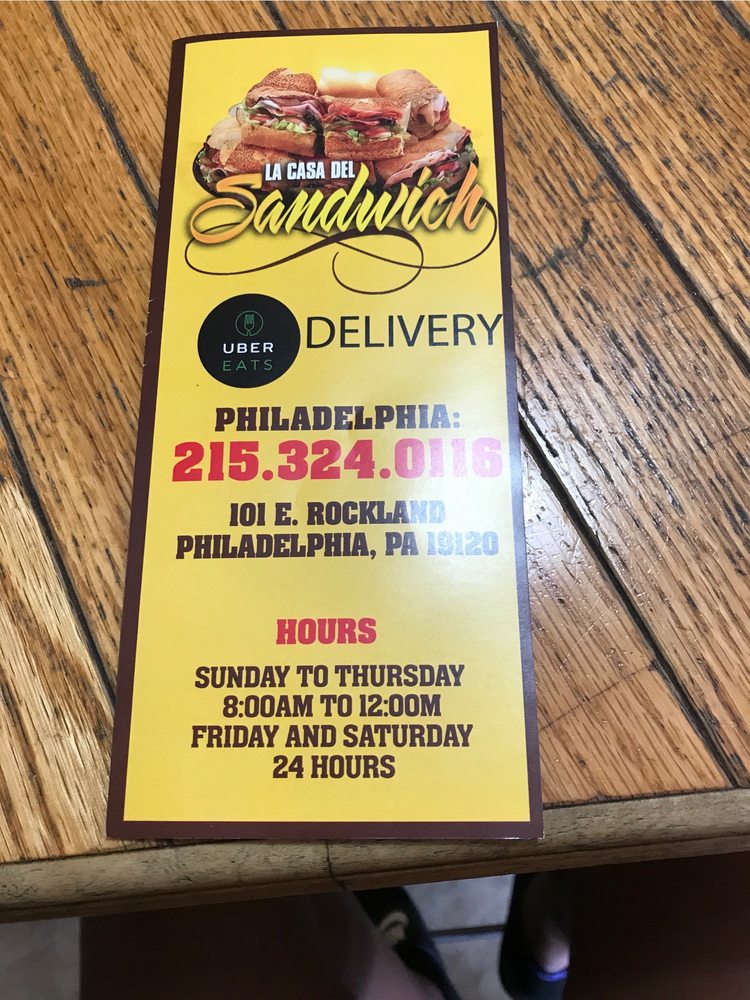 LA CASA DEL
Sandwich
UBER
EATS
DELIVERY
PHILADELPHIA:
215.324.0116
101 E. ROCKLAND
PHILADELPHIA, PA 19120
HOURS
SUNDAY TO THURSDAY
8:00AM TO 12:00M
FRIDAY AND SATURDAY
24 HOURS